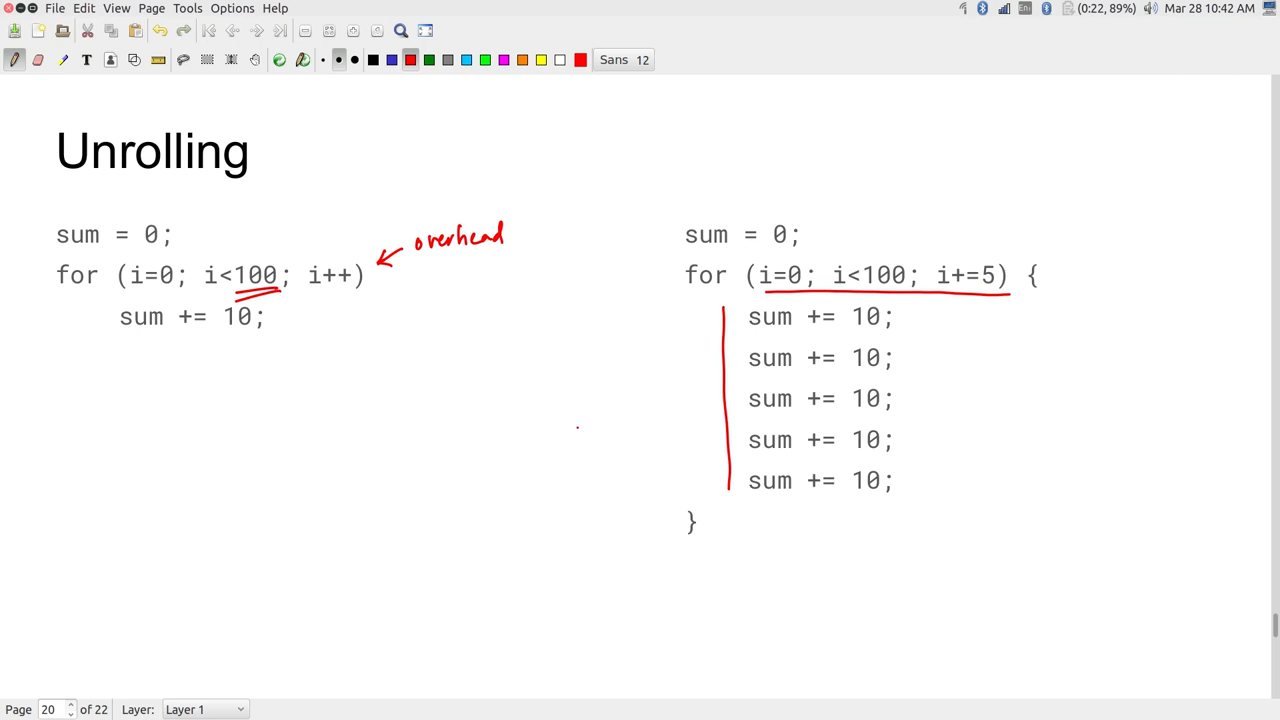 File Edit View Page Tools Options Help
En (0:22, 89%) Mar 28 10:42 AM
T Sans 12
Unrolling
sum = 0;
for (i=0; i<100; i++)
sum += 10;
overhead
sum = 0;
for (i=0; i<100; i+=5) {
sum += 10;
sum += 10;
sum += 10;
sum += 10;
sum += 10;
}
Page 20 of 22 Layer: Layer 1